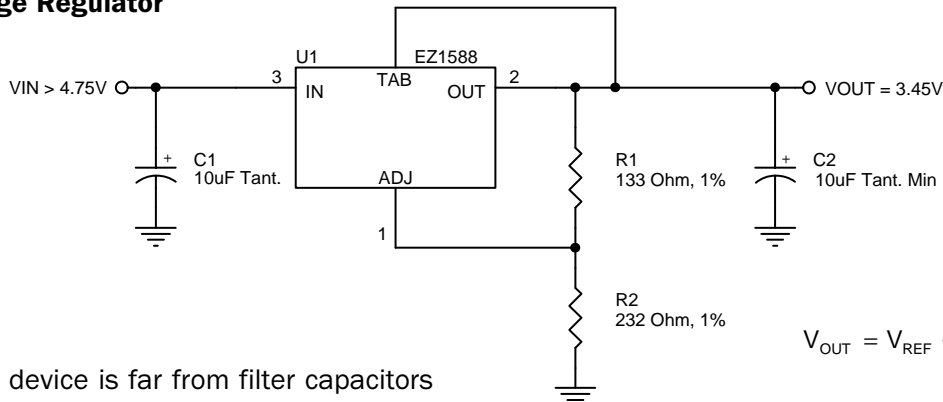 Regulator
U1
EZ1588
3
TAB
2
VIN > 4.75V
IN
OUT
VOUT = 3.45V
+
C1
10uF Tant.
R1
133 Ohm, 1%
+
C2
10uF Tant. Min
ADJ
1
R2
232 Ohm, 1%
VOUT = VREF
device is far from filter capacitors